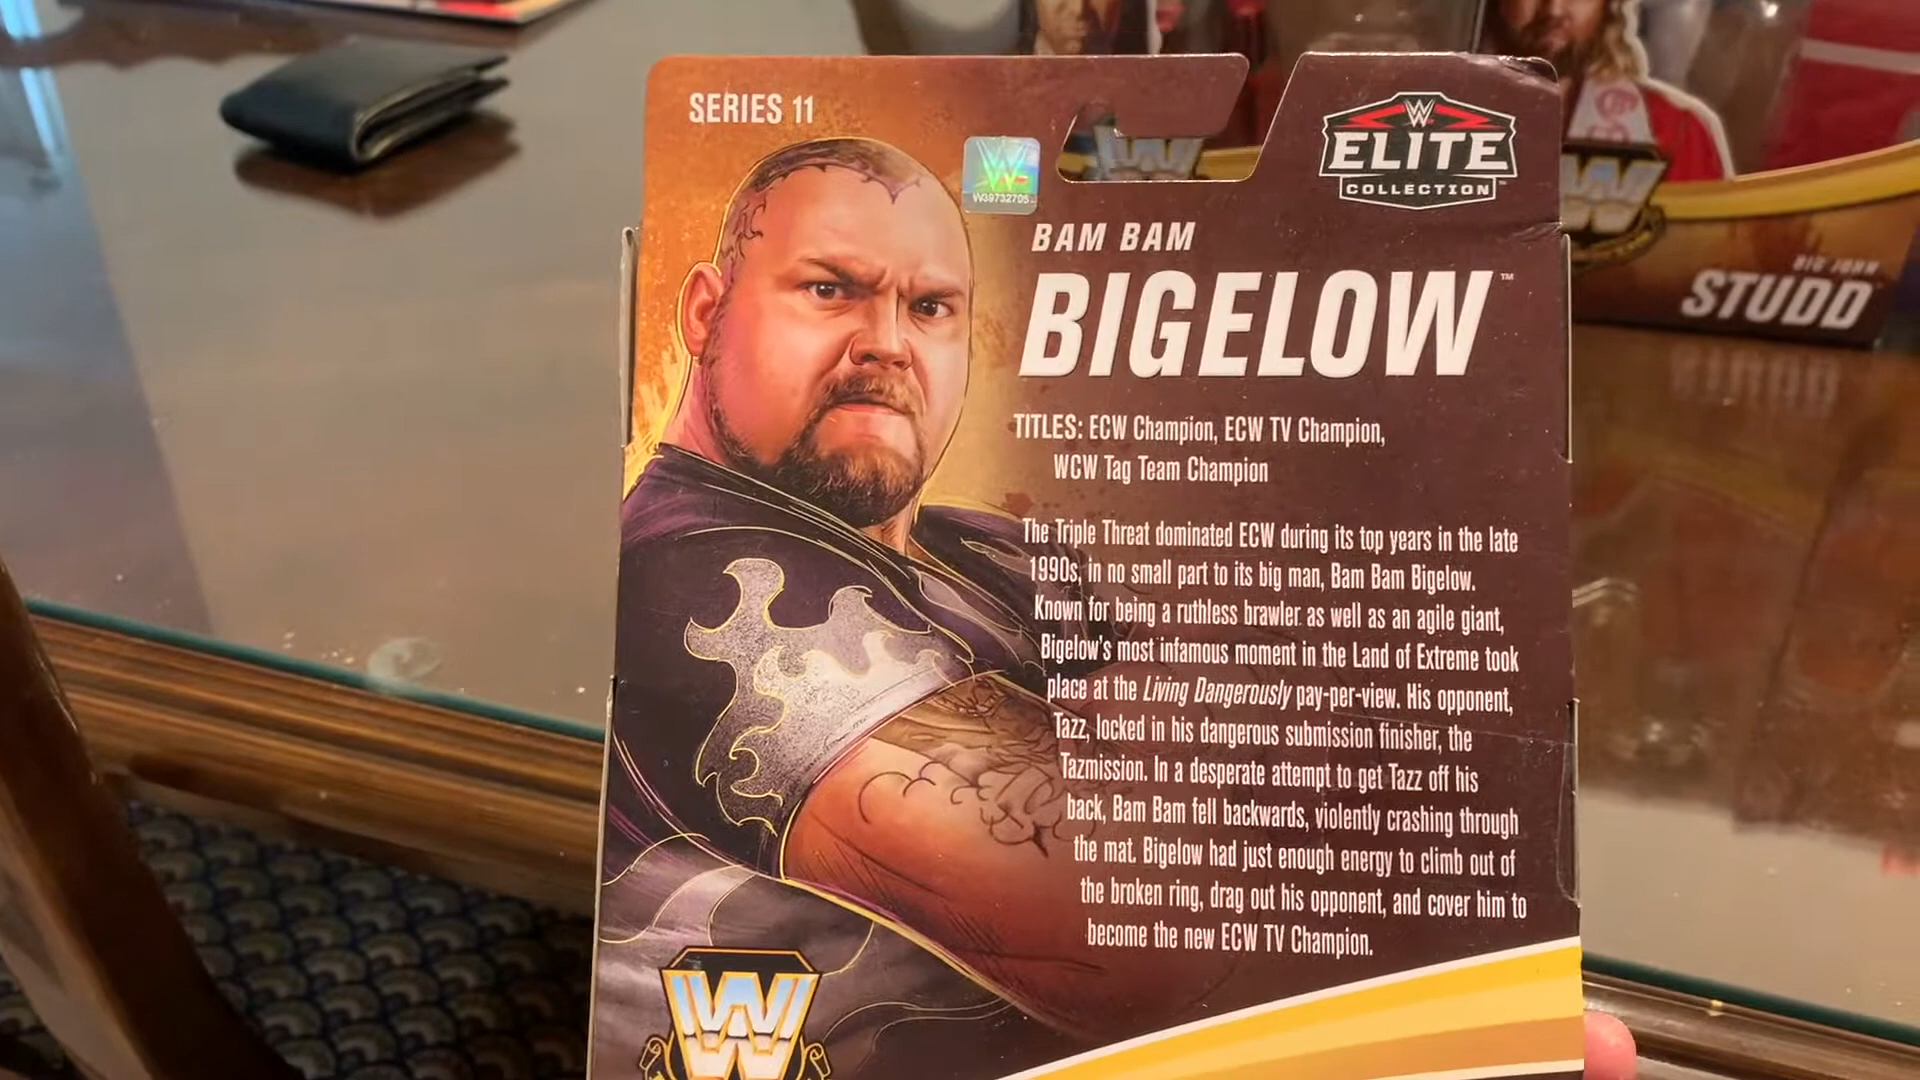 SERIES 11
W39732705
W
ELITE
COLLECTION™
BAM BAM
BIGELOW™
TITLES: ECW Champion, ECW TV Champion,
WCW Tag Team Champion
The Triple Threat dominated ECW during its top years in the late
1990s, in no small part to its big man, Bam Bam Bigelow.
Known for being a ruthless brawler as well as an agile giant,
Bigelow's most infamous moment in the Land of Extreme took
place at the Living Dangerously pay-per-view. His opponent,
Tazz, locked in his dangerous submission finisher, the
Tazmission. In a desperate attempt to get Tazz off his
back, Bam Bam fell backwards, violently crashing through
the mat. Bigelow had just enough energy to climb out of
the broken ring, drag out his opponent, and cover him to
become the new ECW TV Champion.
W
BIG JOHN
STUDD